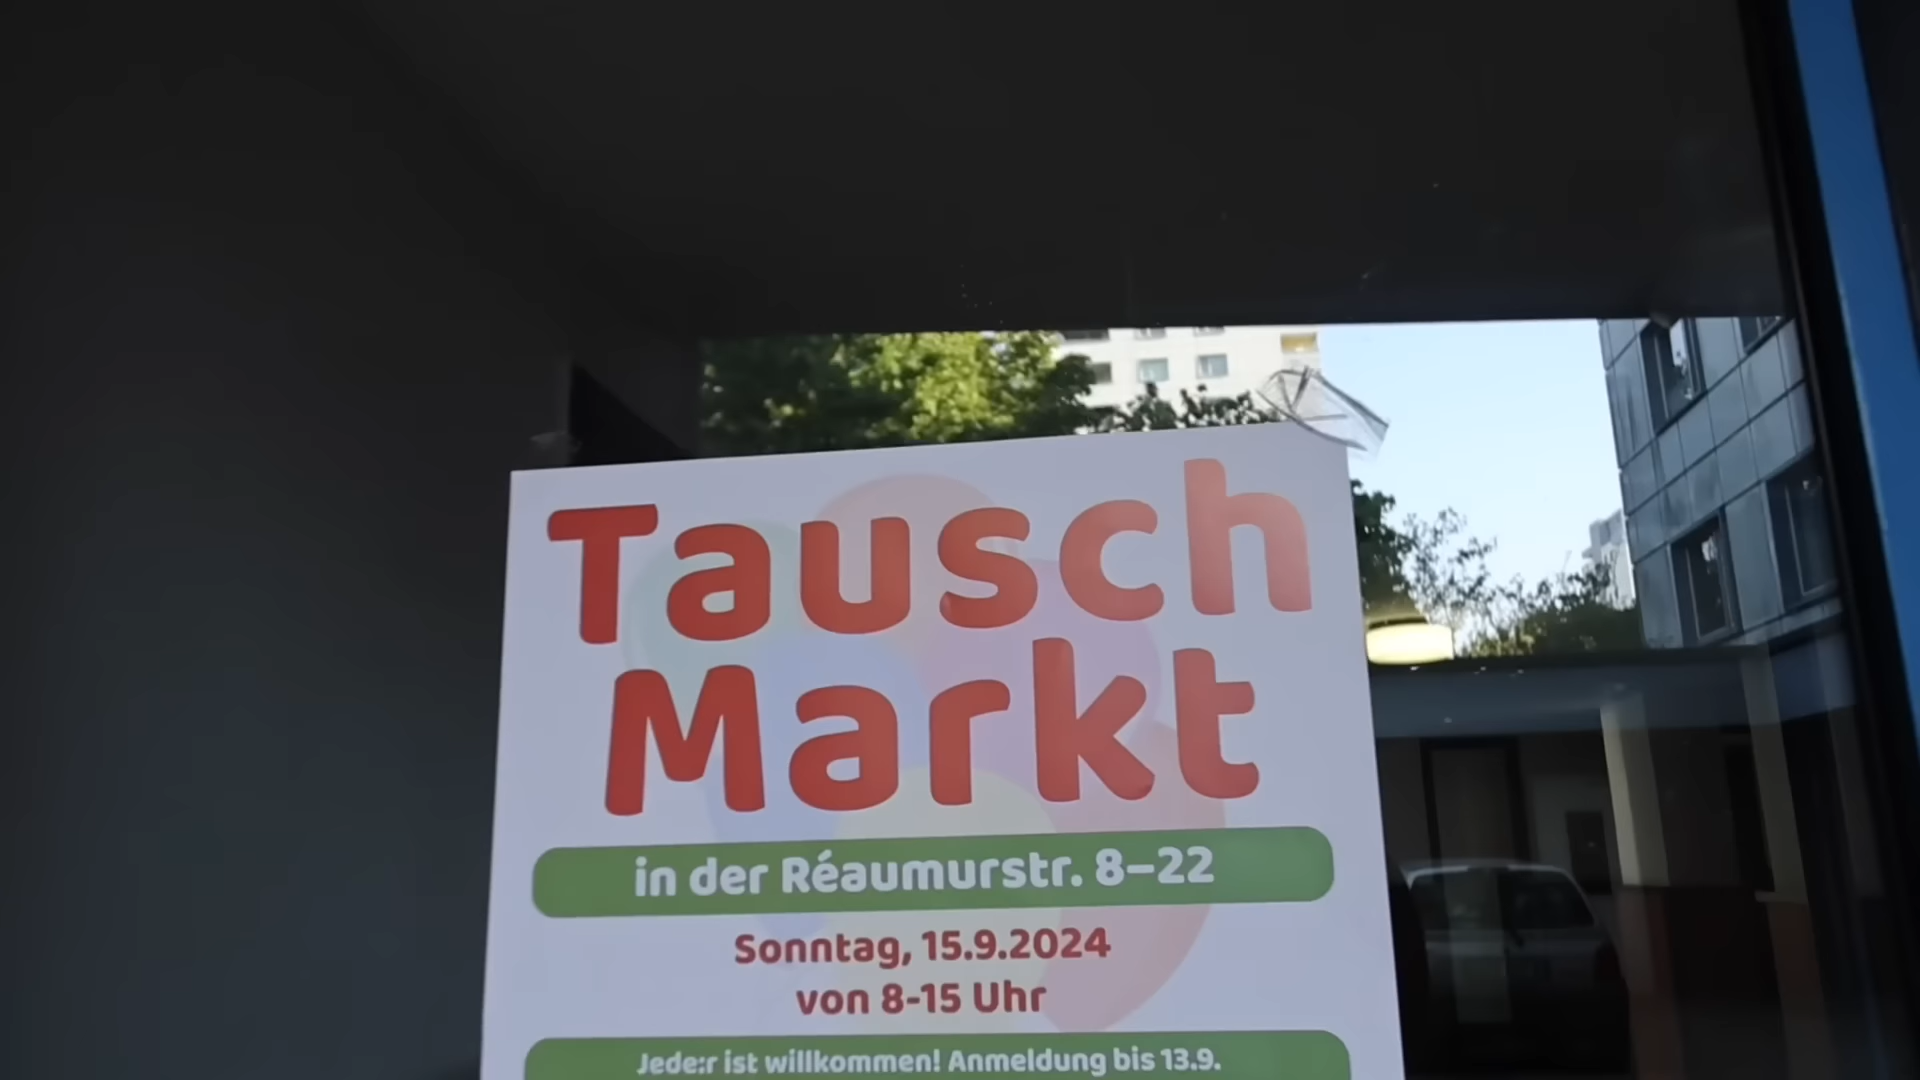 Tausch
Markt
in der Réaumurstr. 8–22
Sonntag, 15.9.2024
von 8-15 Uhr
Jede:r ist willkommen! Anmeldung bis 13.9.